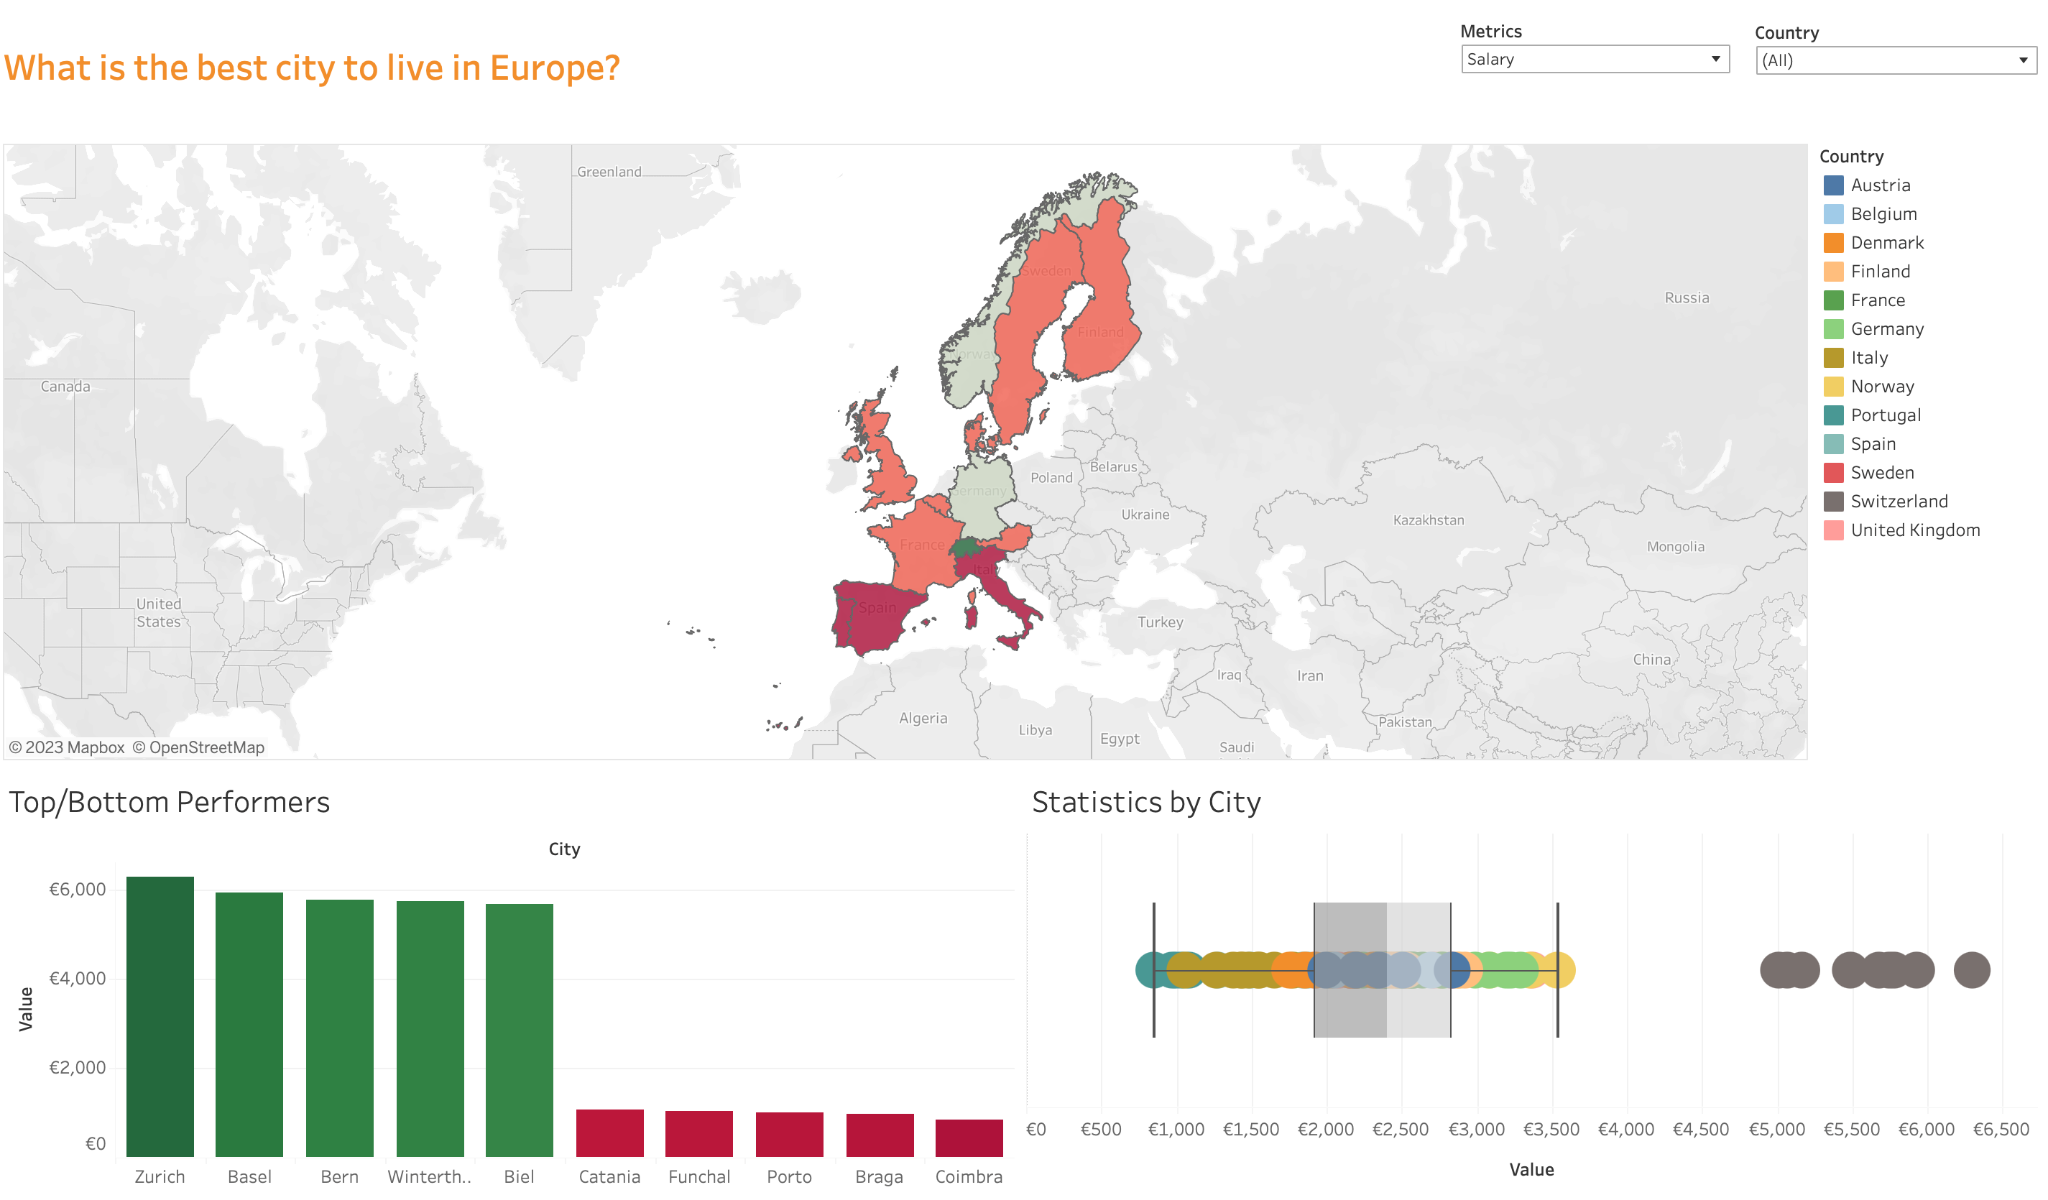 Metrics
Country
Salary
(All)
What is the best city to live in Europe?
Country
Austria
Belgium
Denmark
Finland
France
Germany
Italy
Norway
Portugal
Spain
Sweden
Switzerland
United Kingdom
Greenland
Russia
Sweden
Finland
Norway
Canada
Poland
Belarus
Germany
Ukraine
Kazakhstan
Mongolia
France
Italy
United
States
Spain
Turkey
China
Iraq
Iran
Algeria
Libya
Egypt
Pakistan
Saudi
© 2023 Mapbox © OpenStreetMap
Top/Bottom Performers
City
Value
€6,000
€4,000
€2,000
€0
Zurich
Basel
Bern
Winterth..
Biel
Catania
Funchal
Porto
Braga
Coimbra
Statistics by City
€0
€500
€1,000
€1,500
€2,000
€2,500
€3,000
€3,500
€4,000
€4,500
€5,000
€5,500
€6,000
€6,500
Value